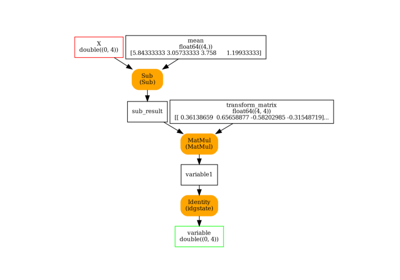 X
double((0, 4))
mean
float64((4,))
[5.84333333 3.05733333 3.758      1.19933333]
Sub
(Sub)
sub_result
transform_matrix
float64((4, 4))
[[ 0.36138659  0.65658877 -0.58202985 -0.31548719]...
MatMul
(MatMul)
variable1
Identity
(idgstate)
variable
double((0, 4))